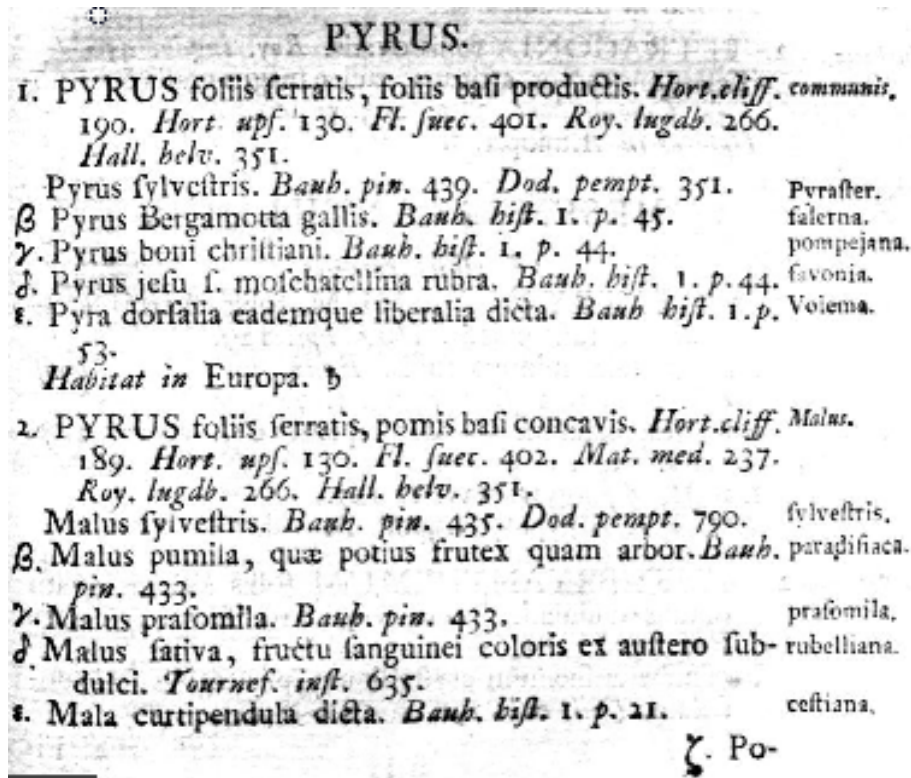 PYRUS.
1. PYRUS foliis ſerratis, foliis baſi productis. Hort.cliff. communis.
190. Hort upſ. 130. Fl. ſuec. 401. Roy. lugdb. 266.
Hall. helv. 351.
Pyrus ſylveſtris. Bauh. pin. 439. Dod. pempt. 351. Pyraſter.
β Pyrus Bergamotta gallis. Bauh. hiſt. 1. p. 45. falerna.
γ. Pyrus boni chriſtiani. Bauh. hiſt. 1. p. 44. pompejana.
δ. Pyrus jeſu ſ. moſchatellina rubra. Bauh. hiſt. 1. p. 44. favonia.
ε. Pyra dorſalia eademque liberalia dicta. Bauh hiſt. 1. p. Volema.
53.
Habitat in Europa. ♄
2. PYRUS foliis ſerratis, pomis baſi concavis. Hort.cliff. Malus.
189. Hort. upſ. 130. Fl. ſuec. 402. Mat. med. 237.
Roy. lugdb. 266. Hall. helv. 351.
Malus ſylveſtris. Bauh. pin. 435. Dod. pempt. 790. ſylveſtris.
β. Malus pumila, quæ potius frutex quam arbor. Bauh. paradiſiaca.
pin. 433.
γ. Malus praſomila. Bauh. pin. 433. praſomila.
δ Malus ſativa, fructu ſanguinei coloris ex auſtero ſub- rubelliana.
dulci. Tournef. inſt. 635.
ε. Mala curtipendula dicta. Bauh. hiſt. 1. p. 21. ceſtiana.
ζ. Po-